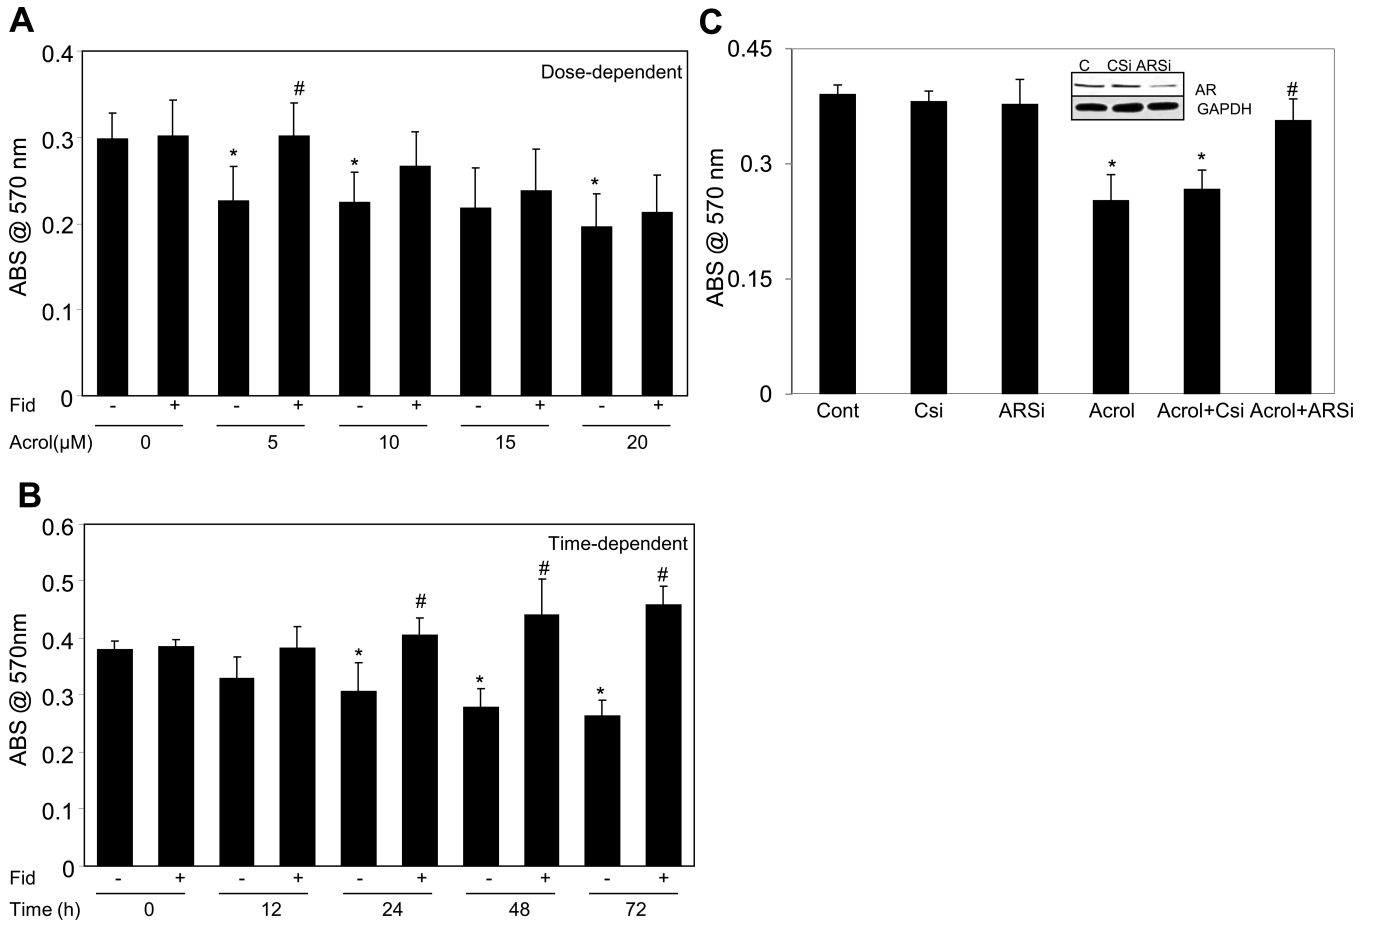 A
0.4
Dose-dependent
#
0.3
*
*
*
0.2
ABS @ 570 nm
0.1
0
Fid - + - + - + - + - +
Acrol(µM) 0 5 10 15 20
B
0.6
Time-dependent
#
#
0.5
#
0.4
*
*
*
0.3
ABS @ 570nm
0.2
0.1
0
Fid - + - + - + - + - +
Time (h) 0 12 24 48 72
C
0.45
C CSi ARSi
AR
GAPDH
#
*
*
0.3
ABS @ 570 nm
0.15
0
Cont Csi ARSi Acrol Acrol+Csi Acrol+ARSi